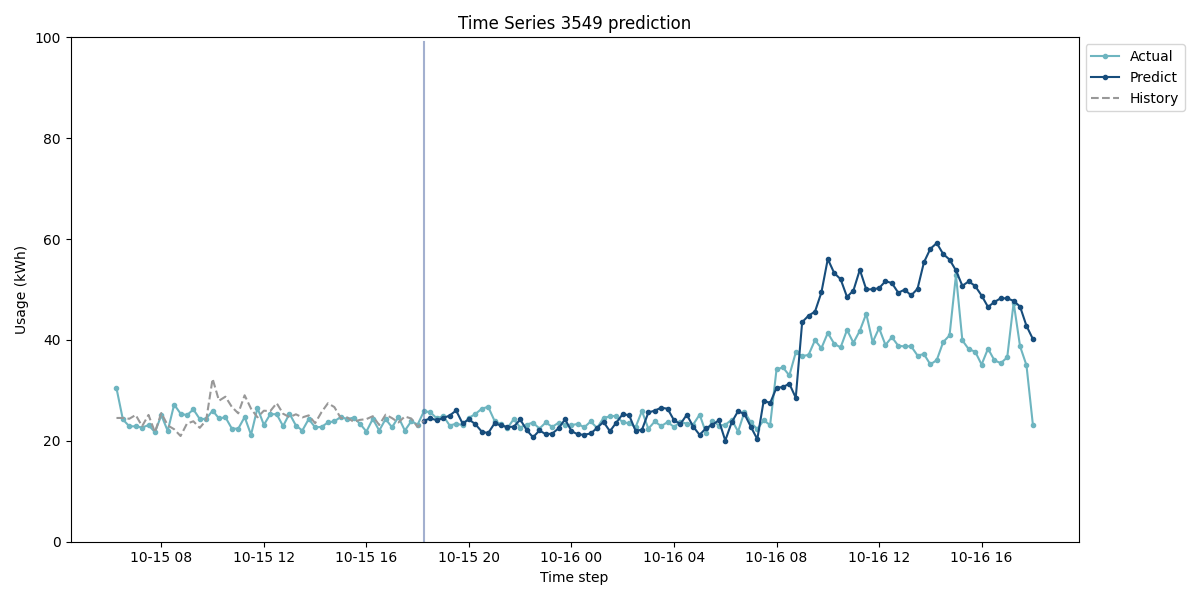 Time Series 3549 prediction
Actual
Predict
History
Usage (kWh)
100
80
60
40
20
0
10-15 08
10-15 12
10-15 16
10-15 20
10-16 00
10-16 04
10-16 08
10-16 12
10-16 16
Time step